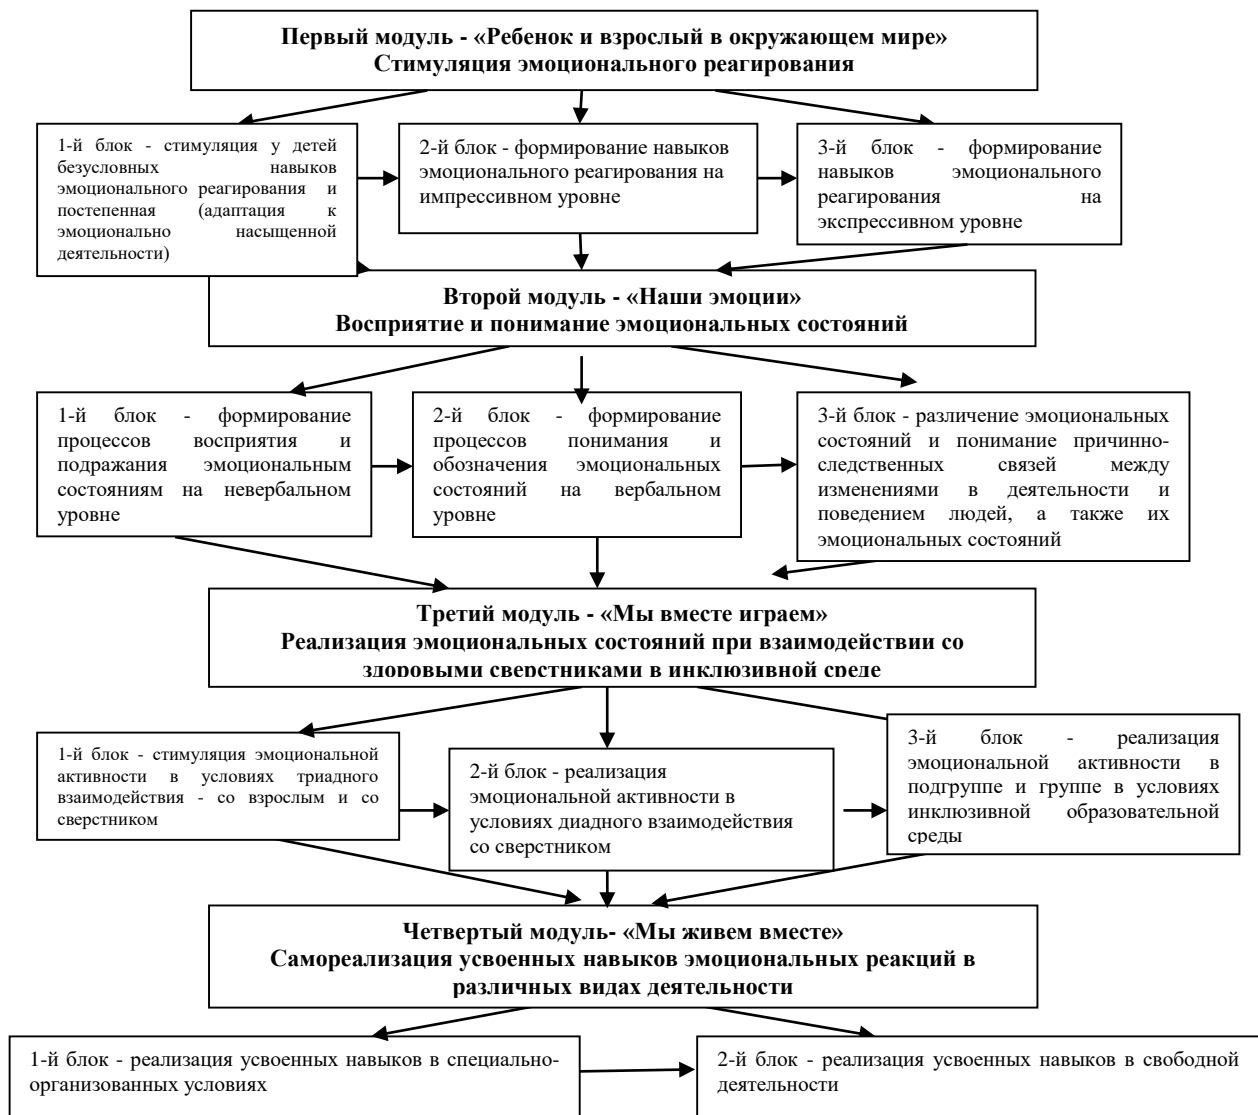 Первый модуль - «Ребенок и взрослый в окружающем мире»
Стимуляция эмоционального реагирования
1-й блок - стимуляция у детей
безусловных навыков
эмоционального реагирования и
постепенная (адаптация к
эмоционально насыщенной
деятельности)
2-й блок - формирование навыков
эмоционального реагирования на
импрессивном уровне
3-й блок - формирование
навыков эмоционального
реагирования на
экспрессивном уровне
Второй модуль - «Наши эмоции»
Восприятие и понимание эмоциональных состояний
1-й блок - формирование
процессов восприятия и
подражания эмоциональным
состояниям на невербальном
уровне
2-й блок - формирование
процессов понимания и
обозначения эмоциональных
состояний на вербальном
уровне
3-й блок - различение эмоциональных
состояний и понимание причинно-
следственных связей между
изменениями в деятельности и
поведением людей, а также их
эмоциональных состояний
Третий модуль - «Мы вместе играем»
Реализация эмоциональных состояний при взаимодействии со
здоровыми сверстниками в инклюзивной среде
1-й блок - стимуляция эмоциональной
активности в условиях триадного
взаимодействия - со взрослым и со
сверстником
2-й блок - реализация
эмоциональной активности в
условиях диадного взаимодействия
со сверстником
3-й блок - реализация
эмоциональной активности в
подгруппе и группе в условиях
инклюзивной образовательной
среды
Четвертый модуль- «Мы живем вместе»
Самореализация усвоенных навыков эмоциональных реакций в
различных видах деятельности
1-й блок - реализация усвоенных навыков в специально-
организованных условиях
2-й блок - реализация усвоенных навыков в свободной
деятельности